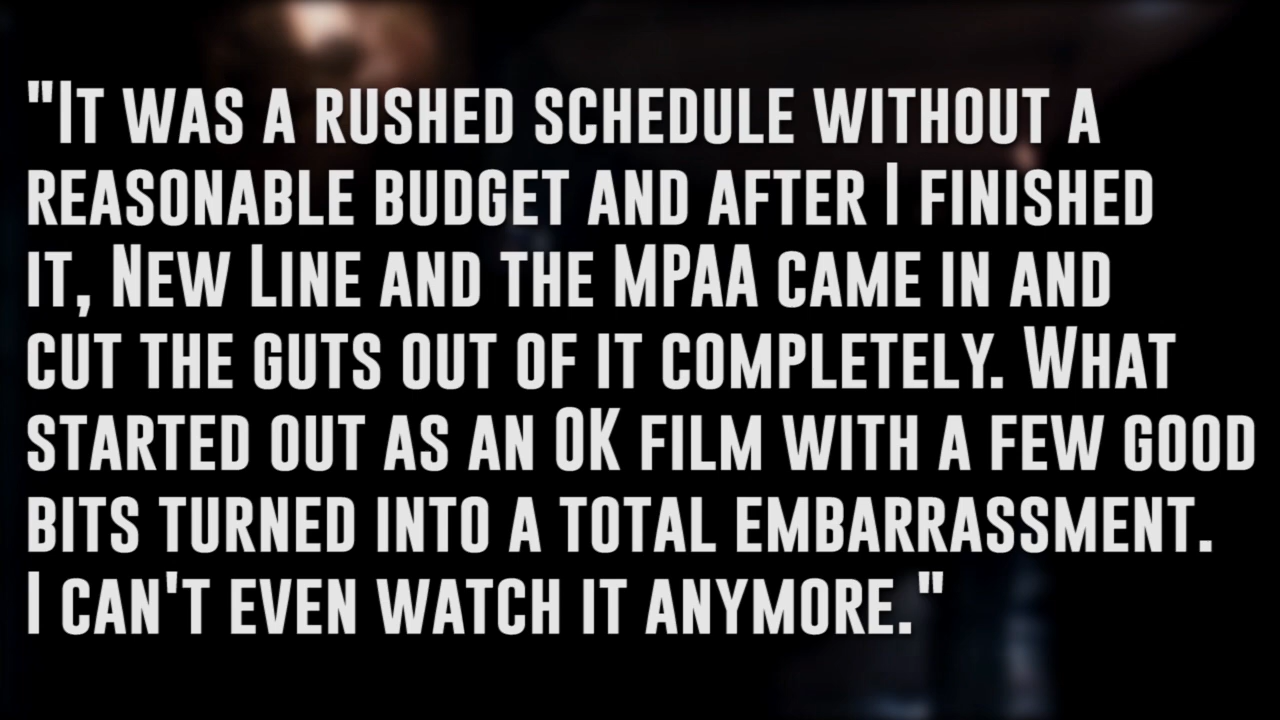 "It was a rushed schedule without a
reasonable budget and after I finished
it, New Line and the MPAA came in and
cut the guts out of it completely. What
started out as an OK film with a few good
bits turned into a total embarrassment.
I can't even watch it anymore."